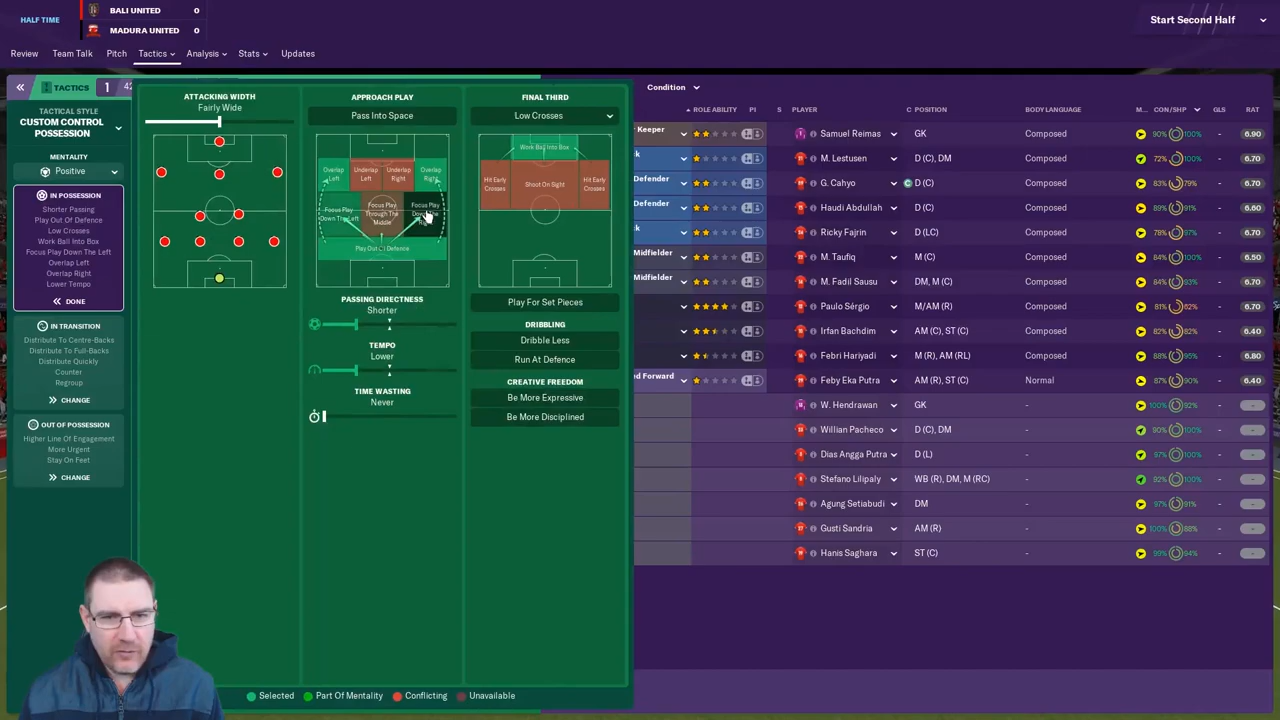 HALF TIME
BALI UNITED 0
MADURA UNITED 0
Start Second Half
Review Team Talk Pitch Tactics Analysis Stats Updates
TACTICS 1
TACTICAL STYLE
CUSTOM CONTROL
POSSESSION
MENTALITY
Positive
IN POSSESSION
Shorter Passing
Play Out Of Defence
Low Crosses
Work Ball Into Box
Focus Play Down The Left
Overlap Left
Overlap Right
Lower Tempo
DONE
IN TRANSITION
Distribute To Centre-Backs
Distribute To Full-Backs
Distribute Quickly
Counter
Regroup
CHANGE
OUT OF POSSESSION
Higher Line Of Engagement
More Urgent
Stay On Feet
CHANGE
ATTACKING WIDTH
Fairly Wide
APPROACH PLAY
Pass Into Space
Overlap Left Underlap Left Underlap Right Overlap Right
Focus Play Down The Left
Focus Play Through The Middle
Focus Play Down The
Play Out Of Defence
PASSING DIRECTNESS
Shorter
TEMPO
Lower
TIME WASTING
Never
FINAL THIRD
Low Crosses
Work Ball Into Box
Hit Early Crosses Shoot On Sight Hit Early Crosses
Play For Set Pieces
DRIBBLING
Dribble Less
Run At Defence
CREATIVE FREEDOM
Be More Expressive
Be More Disciplined
Selected Part Of Mentality Conflicting Unavailable
Condition
ROLE ABILITY PI S PLAYER C POSITION BODY LANGUAGE M... CON/SHP GLS RAT
Keeper Samuel Reimas GK Composed 90% 100% - 6.90
M. Lestusen D (C), DM Composed 72% 100% - 6.70
Defender G. Cahyo C D (C) Composed 83% 79% - 6.70
Defender Haudi Abdullah D (C) Composed 89% 91% - 6.60
Ricky Fajrin D (LC) Composed 78% 97% - 6.70
Midfielder M. Taufiq M (C) Composed 84% 100% - 6.50
Midfielder M. Fadil Sausu DM, M (C) Composed 84% 93% - 6.70
Paulo Sérgio M/AM (R) Composed 81% 82% - 6.70
Irfan Bachdim AM (C), ST (C) Composed 82% 82% - 6.40
Febri Hariyadi M (R), AM (RL) Composed 88% 95% - 6.80
ed Forward Feby Eka Putra AM (R), ST (C) Normal 87% 90% - 6.40
W. Hendrawan GK - 100% 92% - -
Willian Pacheco D (C), DM - 90% 100% - -
Dias Angga Putra D (L) - 97% 100% - -
Stefano Lilipaly WB (R), DM, M (RC) - 92% 100% - -
Agung Setiabudi DM - 97% 91% - -
Gusti Sandria AM (R) - 100% 88% - -
Hanis Saghara ST (C) - 99% 94% - -